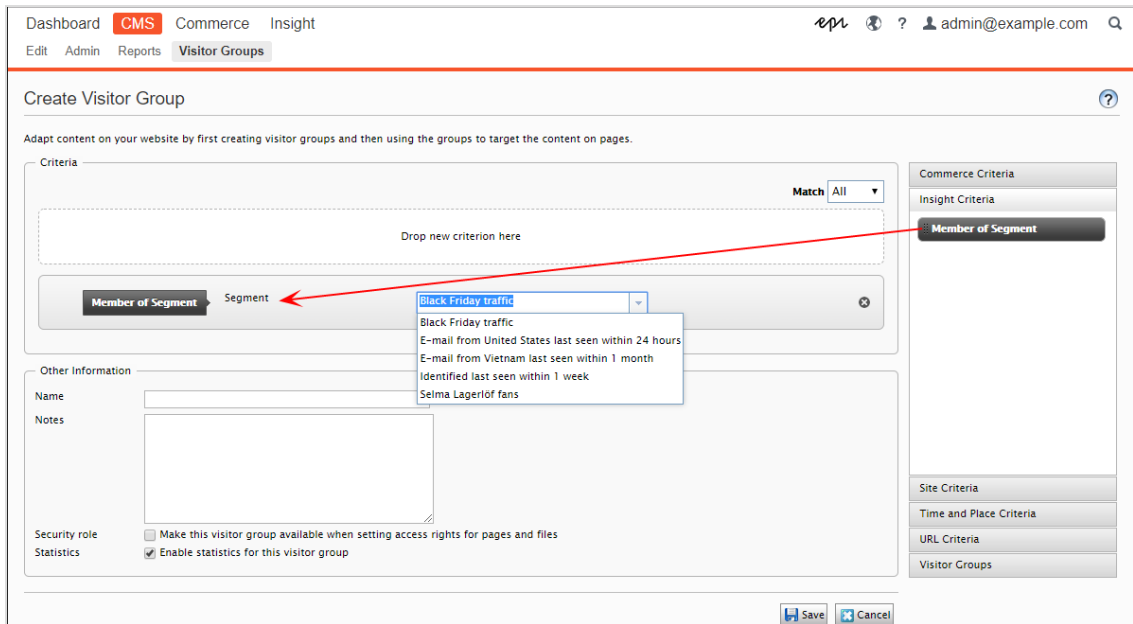 Dashboard CMS Commerce Insight epi ? admin@example.com
Edit Admin Reports Visitor Groups
Create Visitor Group ?
Adapt content on your website by first creating visitor groups and then using the groups to target the content on pages.
Criteria
Match All
Drop new criterion here
Member of Segment Segment Black Friday traffic
Black Friday traffic
E-mail from United States last seen within 24 hours
E-mail from Vietnam last seen within 1 month
Identified last seen within 1 week
Selma Lagerlöf fans
Other Information
Name
Notes
Security role Make this visitor group available when setting access rights for pages and files
Statistics Enable statistics for this visitor group
Commerce Criteria
Insight Criteria
Member of Segment
Site Criteria
Time and Place Criteria
URL Criteria
Visitor Groups
Save Cancel